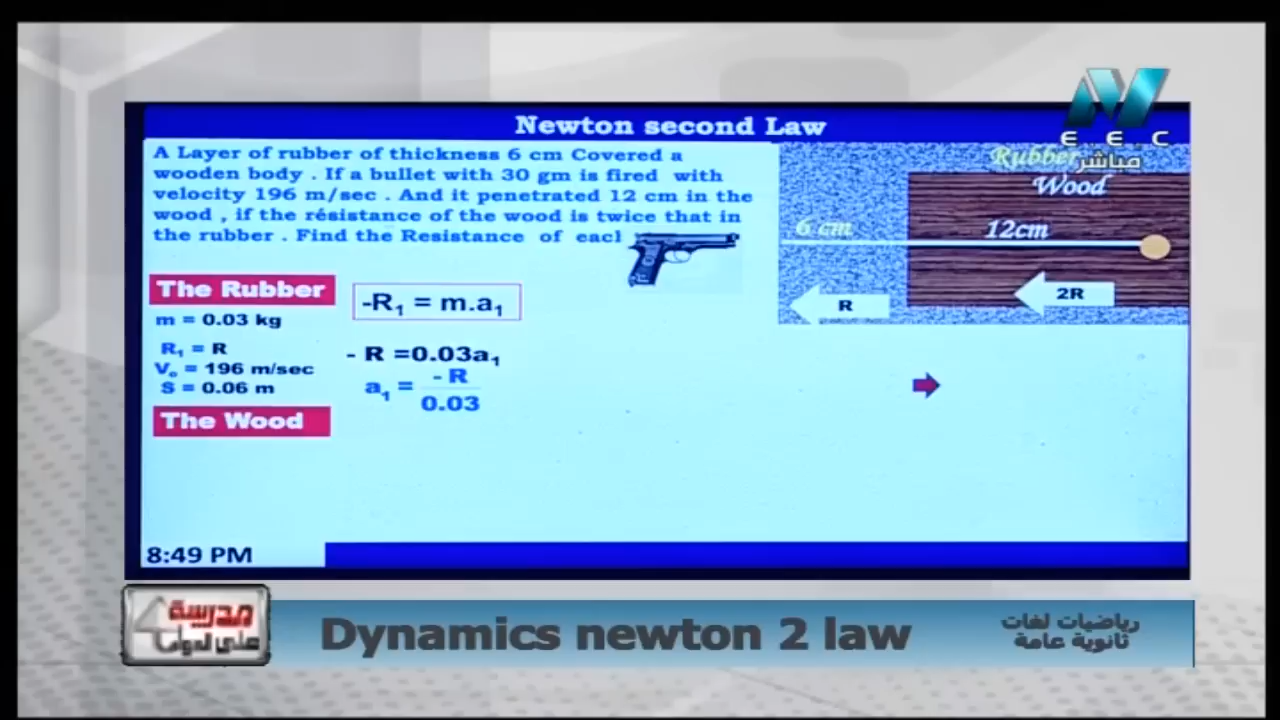 Newton second Law
EEC
مباشر
A Layer of rubber of thickness 6 cm Covered a
wooden body . If a bullet with 30 gm is fired with
velocity 196 m/sec . And it penetrated 12 cm in the
wood , if the résistance of the wood is twice that in
the rubber . Find the Resistance of each
Rubber
Wood
6 cm
12cm
R
2R
The Rubber
-R₁ = m.a₁
m = 0.03 kg
R₁ = R
- R =0.03a₁
V₀ = 196 m/sec
S = 0.06 m
a₁ = - R
0.03
The Wood
8:49 PM
مدرسة
على الهواء
Dynamics newton 2 law
رياضيات لغات
ثانوية عامة